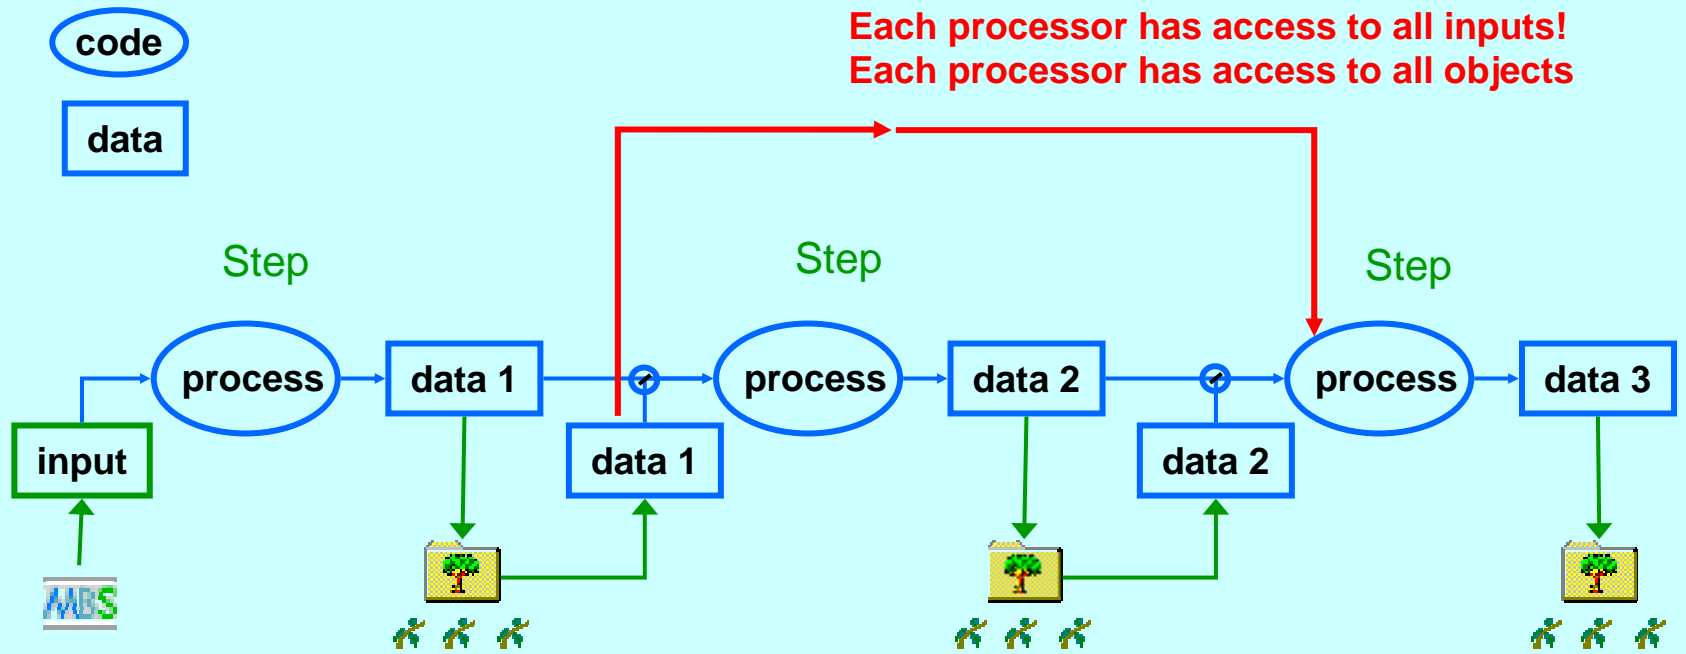 code
data
Each processor has access to all inputs!
Each processor has access to all objects
Step
Step
Step
process
data 1
process
data 2
process
data 3
input
data 1
data 2
MBS